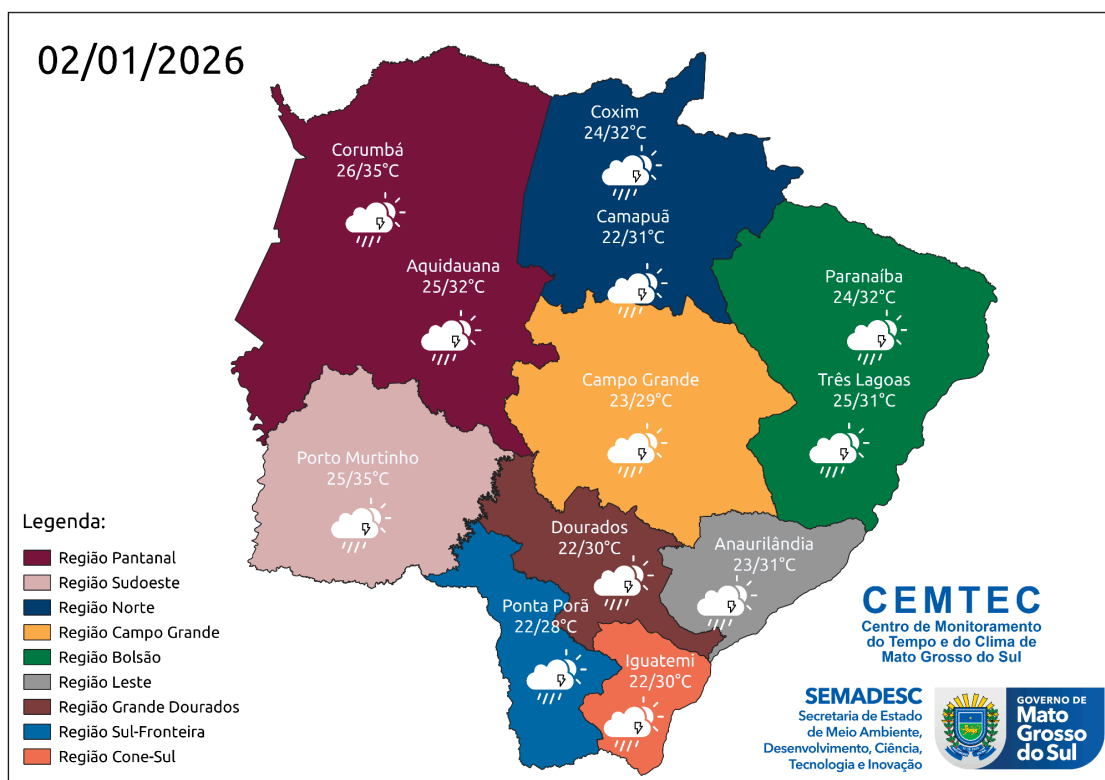 02/01/2026
Coxim
24/32°C
Corumbá
26/35°C
Camapuã
22/31°C
Aquidauana
25/32°C
Paranaíba
24/32°C
Campo Grande
23/29°C
Três Lagoas
25/31°C
Porto Murtinho
25/35°C
Dourados
22/30°C
Anaurilândia
23/31°C
Ponta Porã
22/28°C
Iguatemi
22/30°C
Legenda:
Região Pantanal
Região Sudoeste
Região Norte
Região Campo Grande
Região Bolsão
Região Leste
Região Grande Dourados
Região Sul-Fronteira
Região Cone-Sul
CEMTEC
Centro de Monitoramento
do Tempo e do Clima de
Mato Grosso do Sul
SEMADESC
Secretaria de Estado
de Meio Ambiente,
Desenvolvimento, Ciência,
Tecnologia e Inovação
GOVERNO DE
Mato
Grosso
do Sul